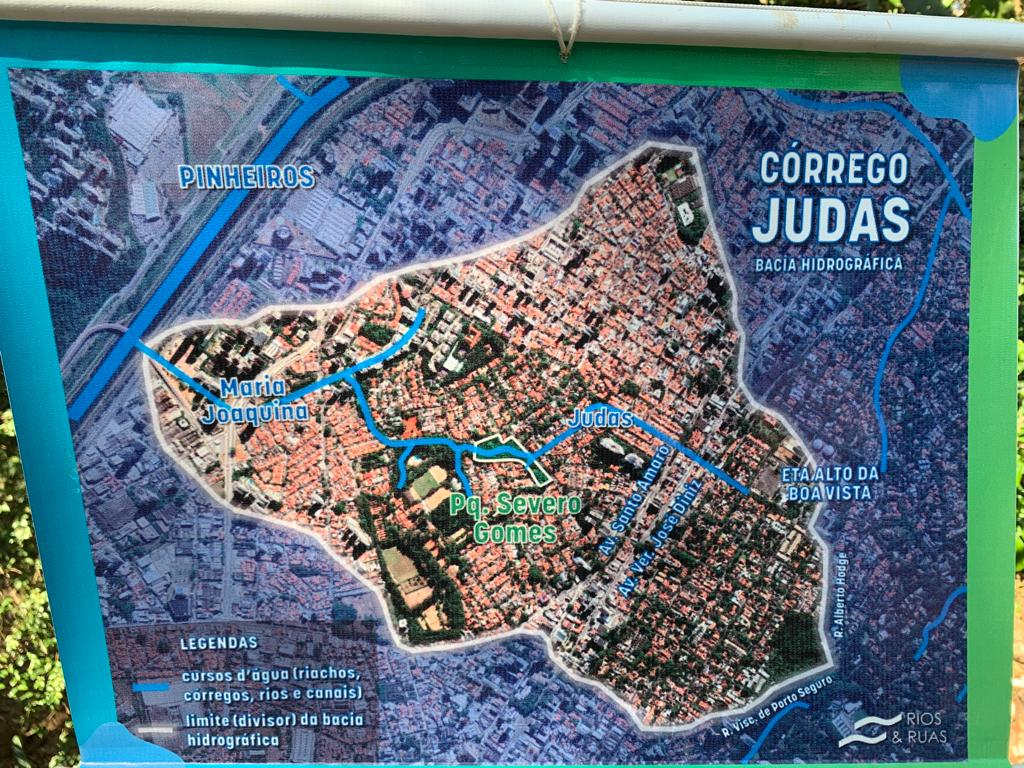 PINHEIROS
CÓRREGO
JUDAS
BACIA HIDROGRÁFICA
Maria
Joaquina
Judas
Pq. Severo
Gomes
Av. Santo Amaro
Av. Ver. José Diniz
ETA ALTO DA
BOA VISTA
R. Alberto Hodge
R. Visc. de Porto Seguro
LEGENDAS
cursos d'água (riachos,
córregos, rios e canais)
limite (divisor) da bacia
hidrográfica
RIOS
& RUAS